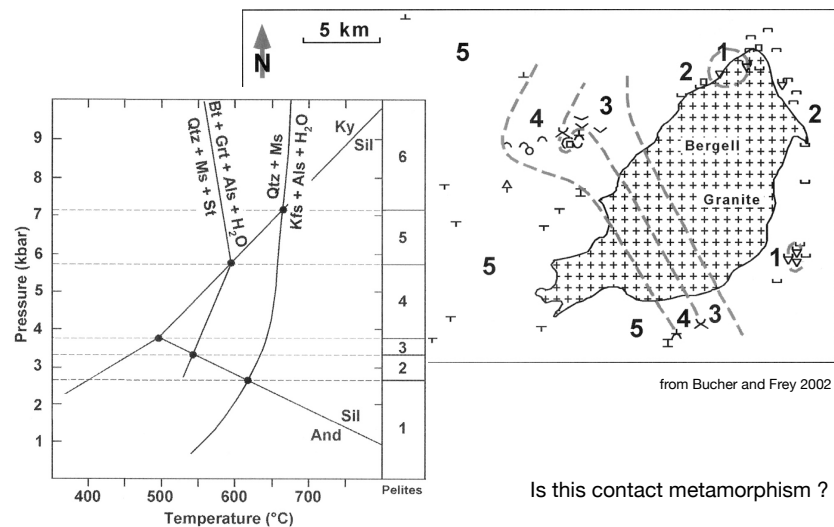 5 km
N
5
4
3
2
1
2
Bergell
Granite
1
5
5
4
3
from Bucher and Frey 2002
Pressure (kbar)
9
8
7
6
5
4
3
2
1
Qtz + Ms + St
Bt + Grt + Als + H2O
Qtz + Ms
Kfs + Als + H2O
Ky
Sil
Sil
And
6
5
4
3
2
1
Pelites
400
500
600
700
Temperature (°C)
Is this contact metamorphism ?